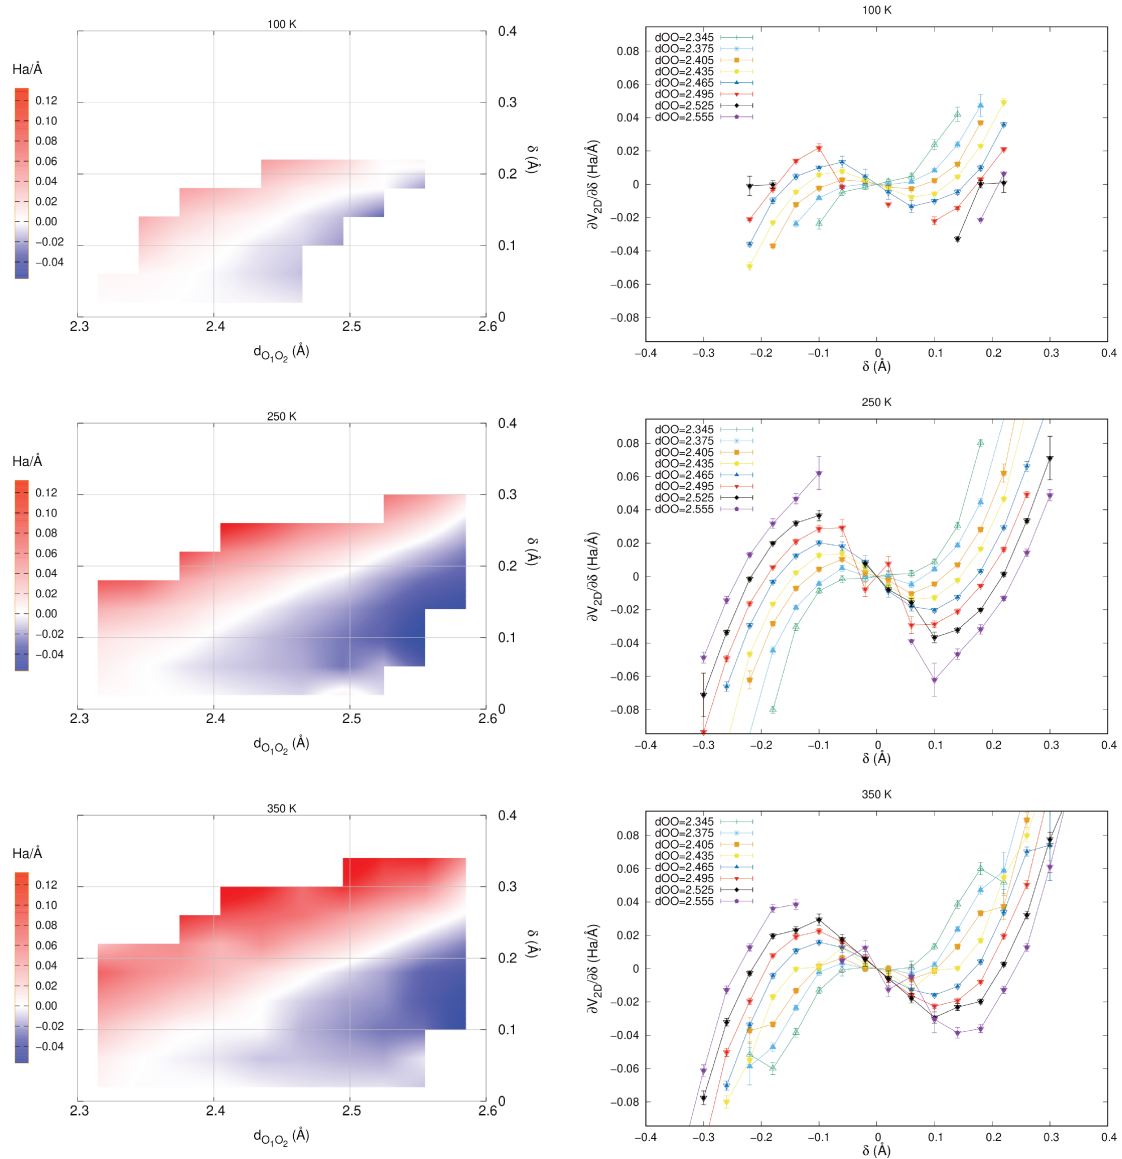 100 K
Ha/Å
0.12
0.10
0.08
0.06
0.04
0.02
0.00
−0.02
−0.04
0.4
0.3
0.2
0.1
0
δ (Å)
2.3 2.4 2.5 2.6
dO1O2 (Å)
100 K
dOO=2.345
dOO=2.375
dOO=2.405
dOO=2.435
dOO=2.465
dOO=2.495
dOO=2.525
dOO=2.555
0.08
0.06
0.04
0.02
0
−0.02
−0.04
−0.06
−0.08
∂V2D/∂δ (Ha/Å)
−0.4 −0.3 −0.2 −0.1 0 0.1 0.2 0.3 0.4
δ (Å)
250 K
Ha/Å
0.12
0.10
0.08
0.06
0.04
0.02
0.00
−0.02
−0.04
0.4
0.3
0.2
0.1
0
δ (Å)
2.3 2.4 2.5 2.6
dO1O2 (Å)
250 K
dOO=2.345
dOO=2.375
dOO=2.405
dOO=2.435
dOO=2.465
dOO=2.495
dOO=2.525
dOO=2.555
0.08
0.06
0.04
0.02
0
−0.02
−0.04
−0.06
−0.08
∂V2D/∂δ (Ha/Å)
−0.4 −0.3 −0.2 −0.1 0 0.1 0.2 0.3 0.4
δ (Å)
350 K
Ha/Å
0.12
0.10
0.08
0.06
0.04
0.02
0.00
−0.02
−0.04
0.4
0.3
0.2
0.1
0
δ (Å)
2.3 2.4 2.5 2.6
dO1O2 (Å)
350 K
dOO=2.345
dOO=2.375
dOO=2.405
dOO=2.435
dOO=2.465
dOO=2.495
dOO=2.525
dOO=2.555
0.08
0.06
0.04
0.02
0
−0.02
−0.04
−0.06
−0.08
∂V2D/∂δ (Ha/Å)
−0.4 −0.3 −0.2 −0.1 0 0.1 0.2 0.3 0.4
δ (Å)